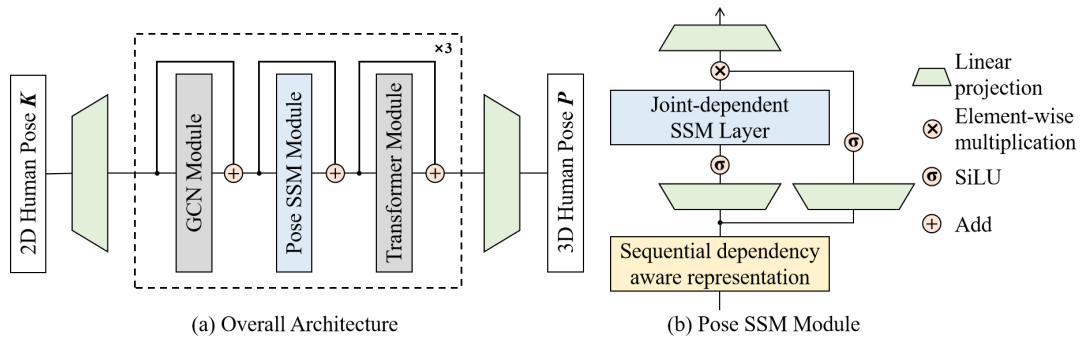 2D Human Pose K
GCN Module
Pose SSM Module
Transformer Module
×3
3D Human Pose P
(a) Overall Architecture
Joint-dependent
SSM Layer
σ
σ
Sequential dependency
aware representation
(b) Pose SSM Module
Linear
projection
Element-wise
multiplication
σ SiLU
Add